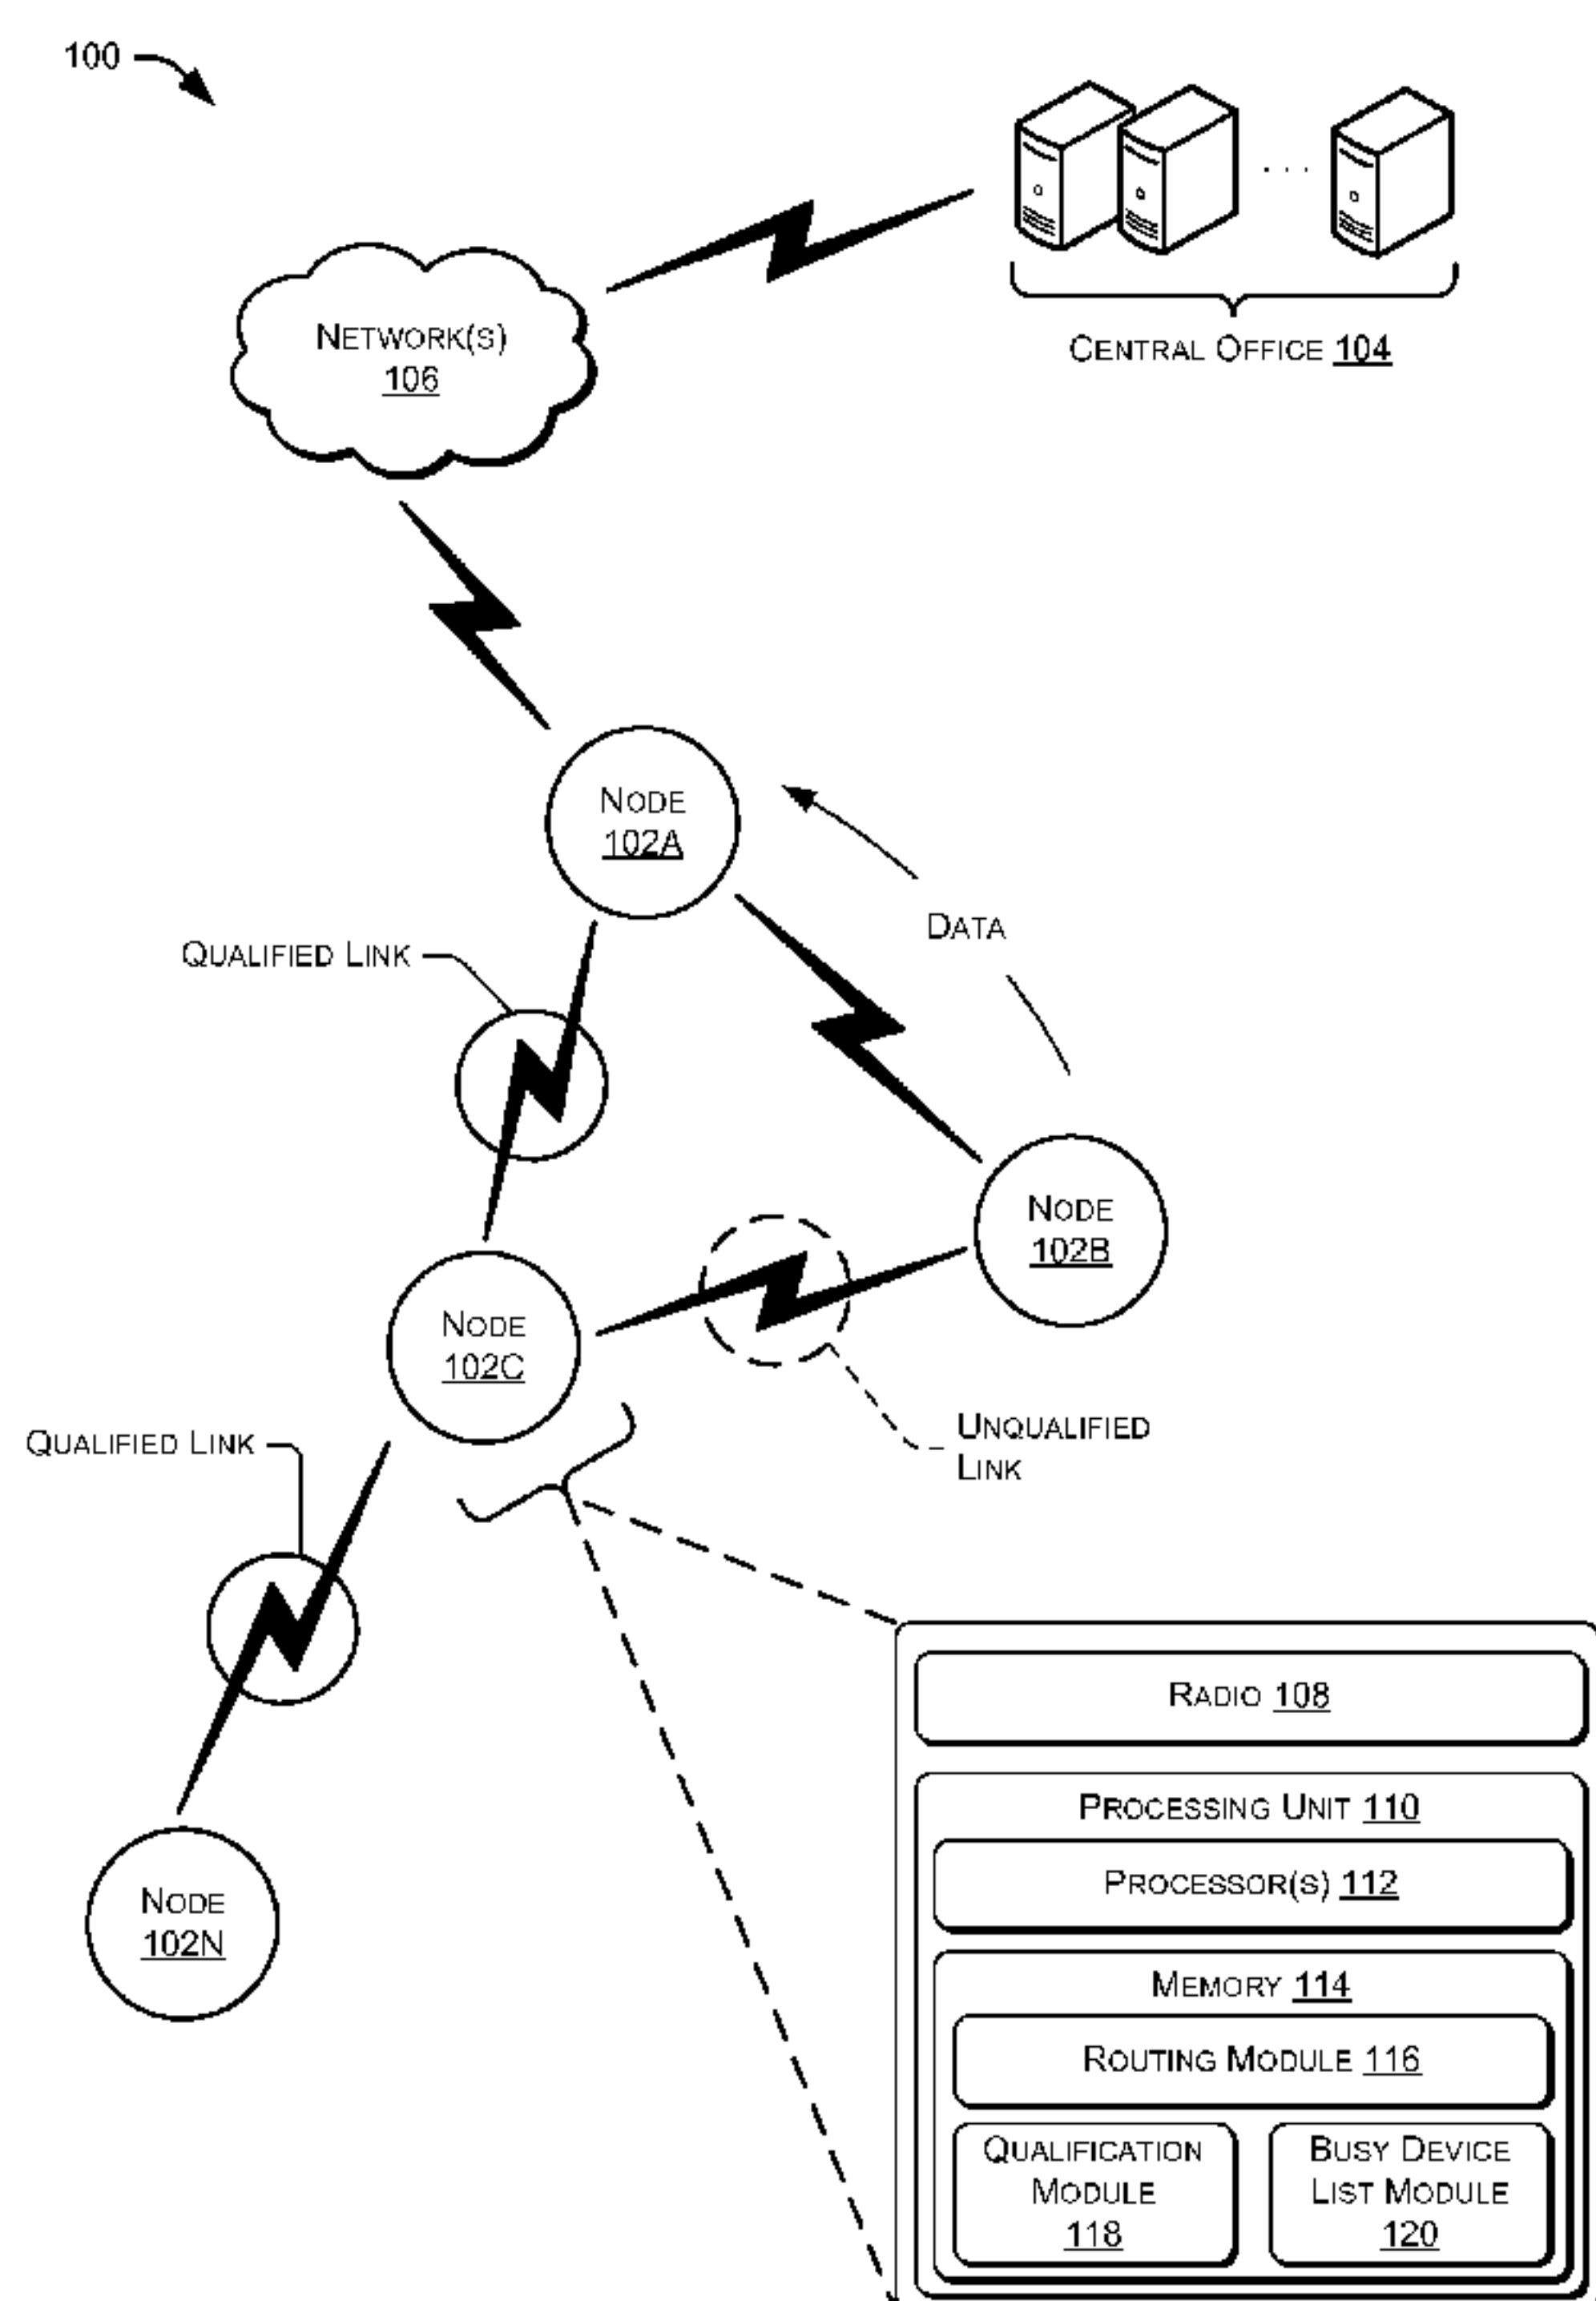 100
NETWORK(S)
106
CENTRAL OFFICE 104
NODE
102A
DATA
QUALIFIED LINK
NODE
102B
NODE
102C
UNQUALIFIED
LINK
QUALIFIED LINK
NODE
102N
RADIO 108
PROCESSING UNIT 110
PROCESSOR(S) 112
MEMORY 114
ROUTING MODULE 116
QUALIFICATION
MODULE
118
BUSY DEVICE
LIST MODULE
120